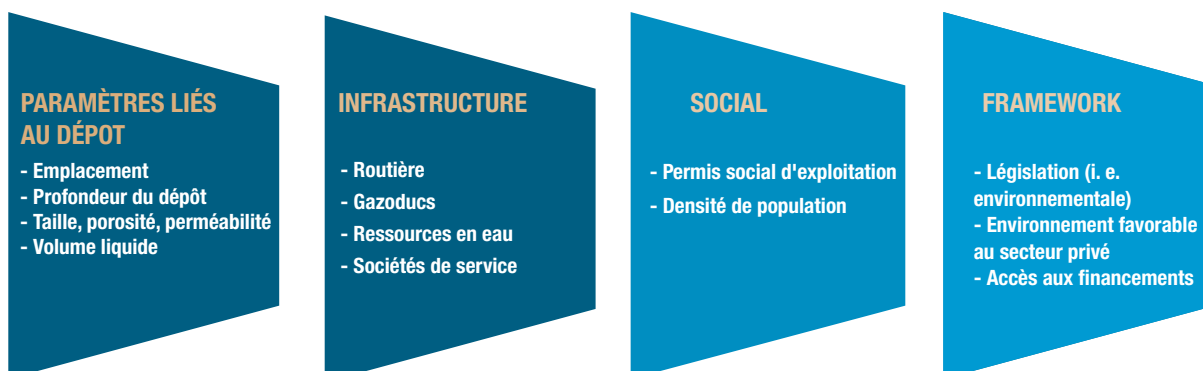 PARAMÈTRES LIÉS
AU DÉPOT
- Emplacement
- Profondeur du dépôt
- Taille, porosité, perméabilité
- Volume liquide
INFRASTRUCTURE
- Routière
- Gazoducs
- Ressources en eau
- Sociétés de service
SOCIAL
- Permis social d'exploitation
- Densité de population
FRAMEWORK
- Législation (i. e.
environnementale)
- Environnement favorable
au secteur privé
- Accès aux financements